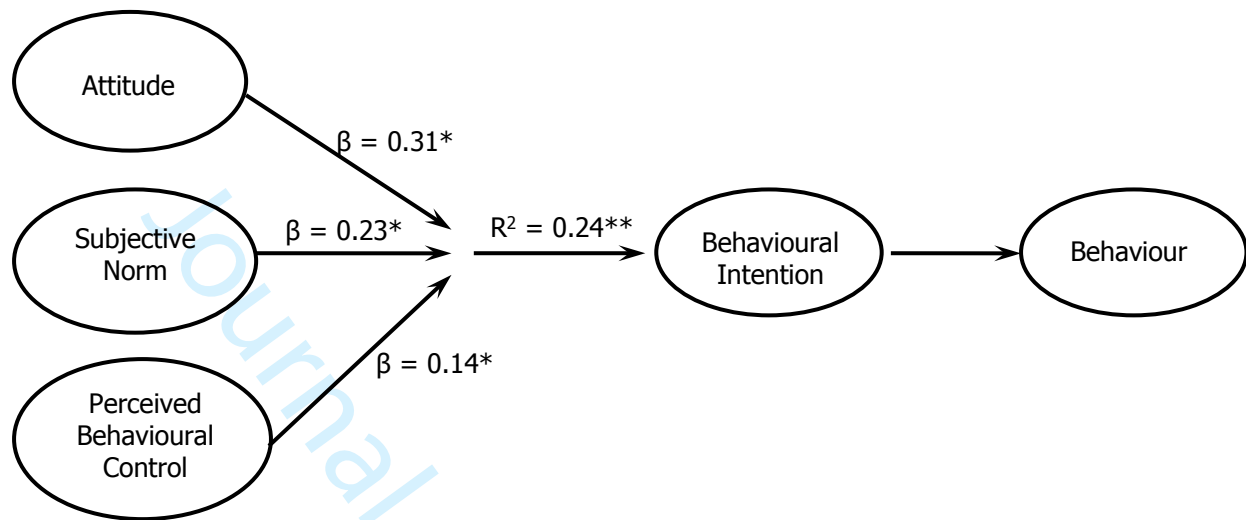 Attitude
β = 0.31*
Subjective
Norm
β = 0.23*
R² = 0.24**
Behavioural
Intention
Behaviour
Perceived
Behavioural
Control
β = 0.14*
Journal